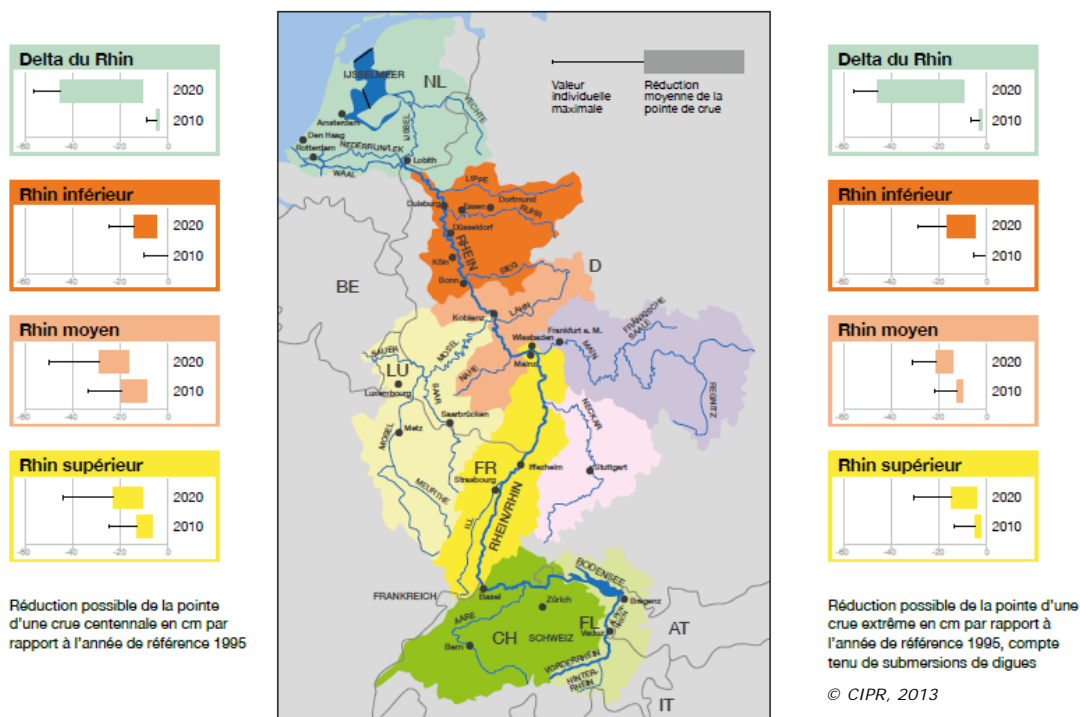 Delta du Rhin
2020
2010
-60 -40 -20 0
Rhin inférieur
2020
2010
-60 -40 -20 0
Rhin moyen
2020
2010
-60 -40 -20 0
Rhin supérieur
2020
2010
-60 -40 -20 0
Réduction possible de la pointe
d'une crue centennale en cm par
rapport à l'année de référence 1995
Valeur
individuelle
maximale
Réduction
moyenne de la
pointe de crue
IJSSELMEER
NL
VECHTE
Amsterdam
IJSSEL
Den Haag
Rotterdam
NEDERRIJN/LEK
Lobith
WAAL
LIPPE
Duisburg
Essen
Dortmund
RUHR
Düsseldorf
RHEIN
Köln
SIEG
D
Bonn
BE
Koblenz
LAHN
FRÄNKISCHE
SAALE
Wiesbaden
Frankfurt a. M.
MAIN
Mainz
SAUER
MOSEL
NAHE
LU
Luxembourg
SAAR
REGNITZ
Saarbrücken
NECKAR
MOSEL
Metz
FR
Iffezheim
Stuttgart
Strasbourg
MEURTHE
ILL
RHEIN/RHIN
BODENSEE
FRANKREICH
Basel
Zürich
Bregenz
AARE
FL
ALPEN-
RHEIN
CH
SCHWEIZ
Vaduz
AT
Bern
VORDERRHEIN
HINTER-
RHEIN
IT
Delta du Rhin
2020
2010
-60 -40 -20 0
Rhin inférieur
2020
2010
-60 -40 -20 0
Rhin moyen
2020
2010
-60 -40 -20 0
Rhin supérieur
2020
2010
-60 -40 -20 0
Réduction possible de la pointe d'une
crue extrême en cm par rapport à
l'année de référence 1995, compte
tenu de submersions de digues
© CIPR, 2013